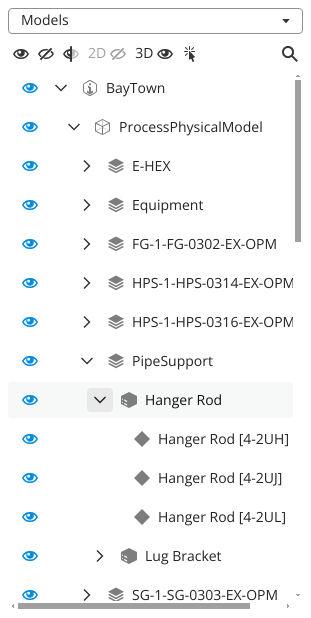 Models
2D 3D
BayTown
ProcessPhysicalModel
E-HEX
Equipment
FG-1-FG-0302-EX-OPM
HPS-1-HPS-0314-EX-OPM
HPS-1-HPS-0316-EX-OPM
PipeSupport
Hanger Rod
Hanger Rod [4-2UH]
Hanger Rod [4-2UJ]
Hanger Rod [4-2UL]
Lug Bracket
SG-1-SG-0303-EX-OPM